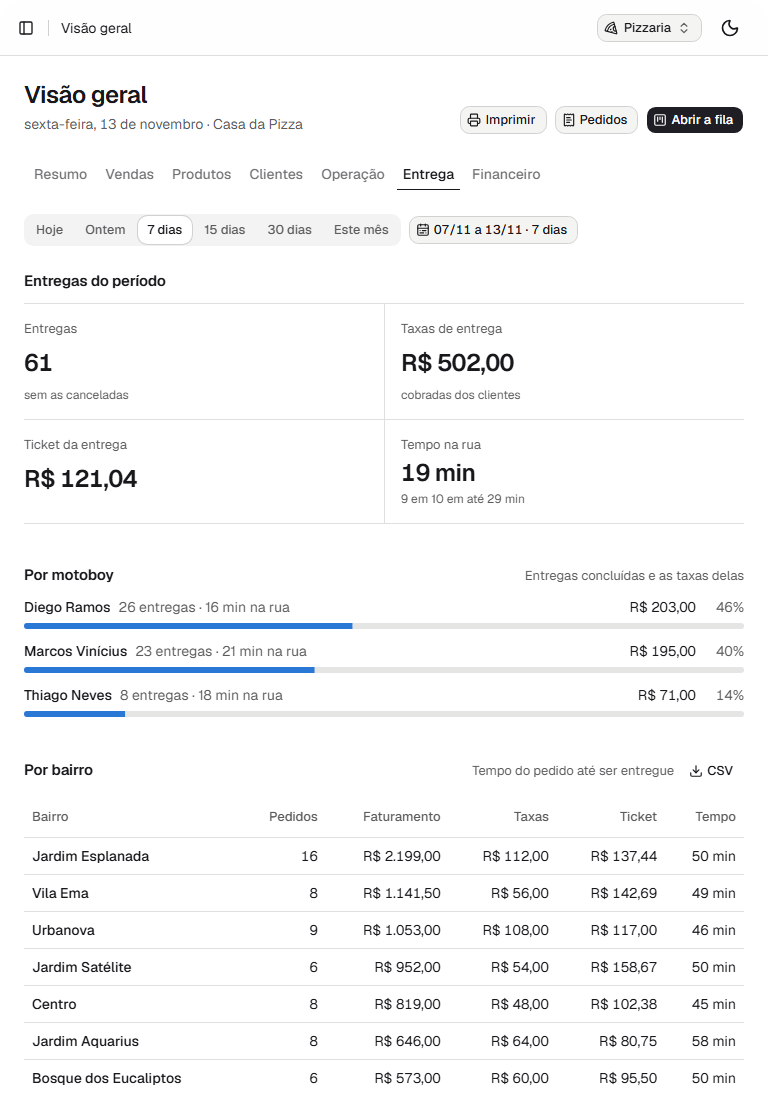 Visão geral
Pizzaria
Visão geral
sexta-feira, 13 de novembro · Casa da Pizza
Imprimir Pedidos Abrir a fila
Resumo Vendas Produtos Clientes Operação Entrega Financeiro
Hoje Ontem 7 dias 15 dias 30 dias Este mês 07/11 a 13/11 · 7 dias
Entregas do período
Entregas
61
sem as canceladas
Taxas de entrega
R$ 502,00
cobradas dos clientes
Ticket da entrega
R$ 121,04
Tempo na rua
19 min
9 em 10 em até 29 min
Por motoboy Entregas concluídas e as taxas delas
Diego Ramos 26 entregas · 16 min na rua R$ 203,00 46%
Marcos Vinícius 23 entregas · 21 min na rua R$ 195,00 40%
Thiago Neves 8 entregas · 18 min na rua R$ 71,00 14%
Por bairro Tempo do pedido até ser entregue CSV
Bairro Pedidos Faturamento Taxas Ticket Tempo
Jardim Esplanada 16 R$ 2.199,00 R$ 112,00 R$ 137,44 50 min
Vila Ema 8 R$ 1.141,50 R$ 56,00 R$ 142,69 49 min
Urbanova 9 R$ 1.053,00 R$ 108,00 R$ 117,00 46 min
Jardim Satélite 6 R$ 952,00 R$ 54,00 R$ 158,67 50 min
Centro 8 R$ 819,00 R$ 48,00 R$ 102,38 45 min
Jardim Aquarius 8 R$ 646,00 R$ 64,00 R$ 80,75 58 min
Bosque dos Eucaliptos 6 R$ 573,00 R$ 60,00 R$ 95,50 50 min